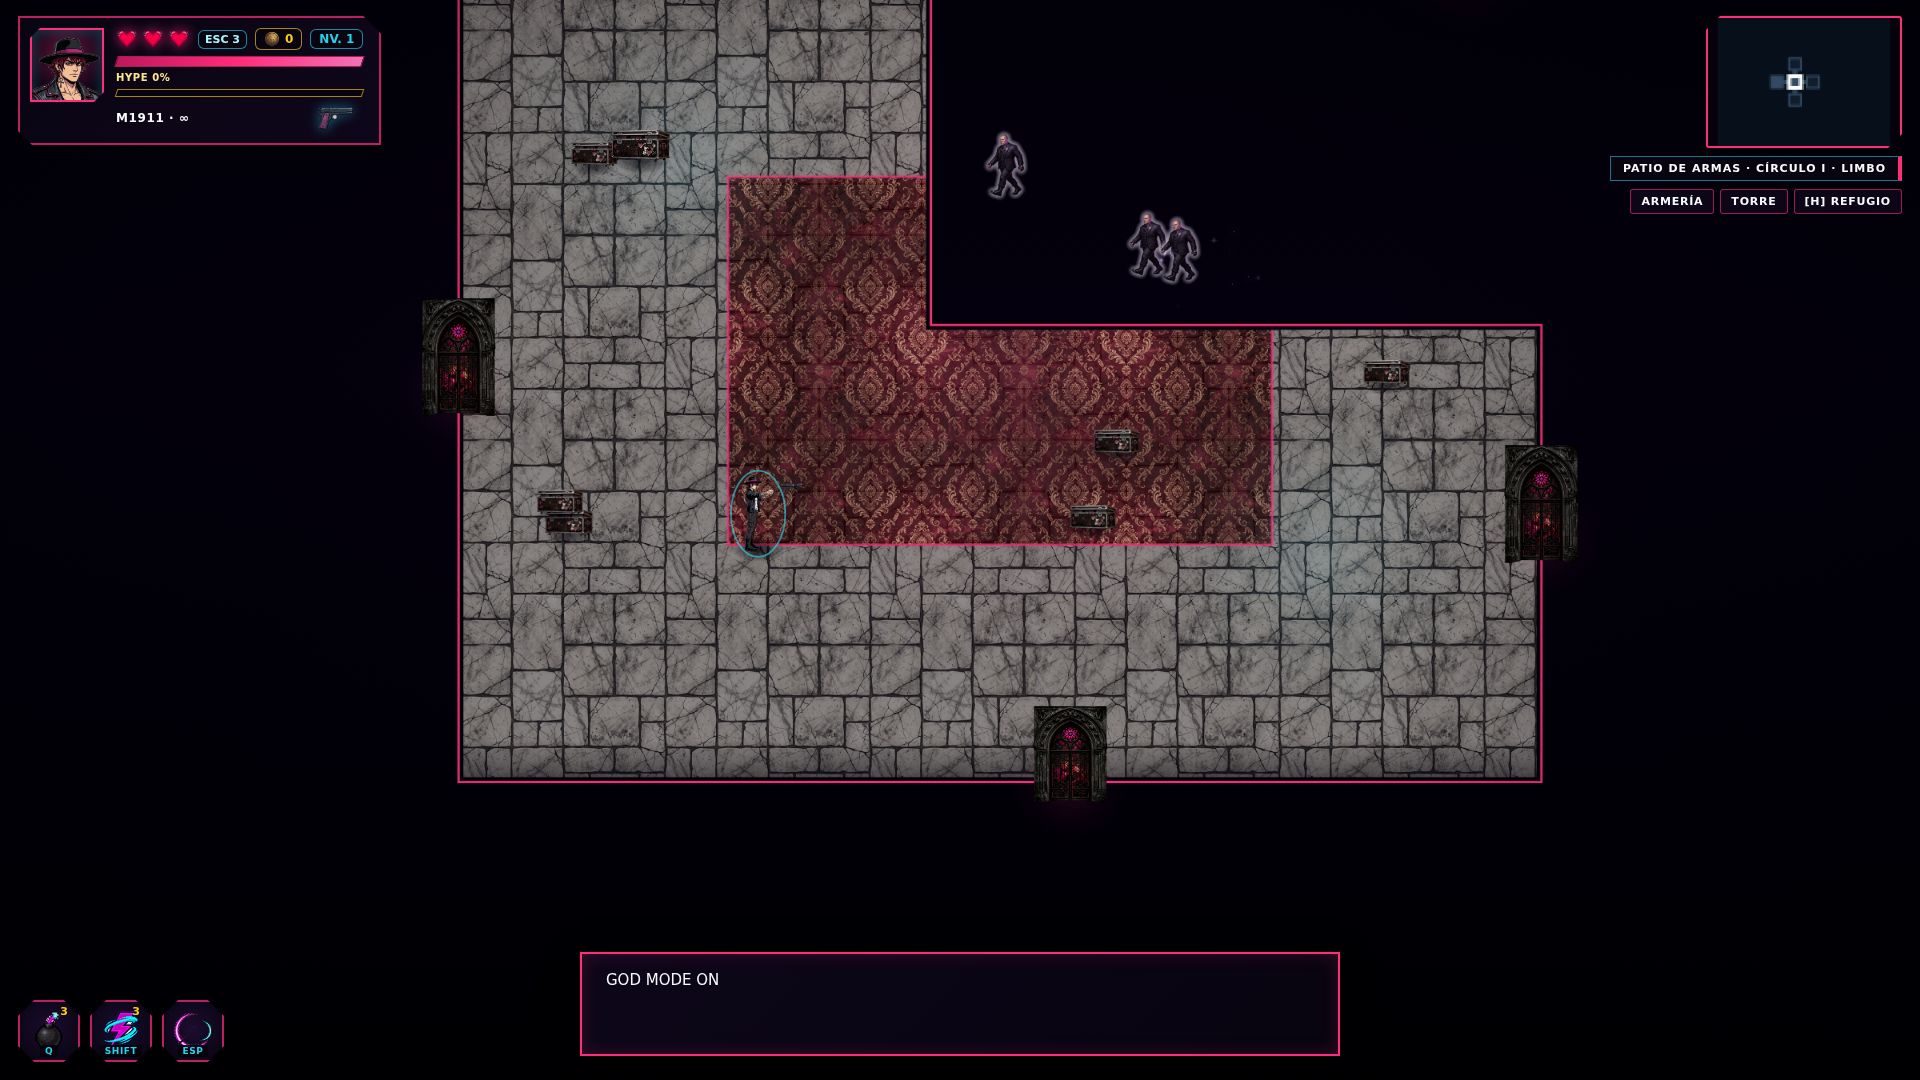 ESC 3
0
NV. 1
HYPE 0%
M1911 · ∞
PATIO DE ARMAS · CÍRCULO I · LIMBO
ARMERÍA
TORRE
[H] REFUGIO
GOD MODE ON
3
Q
3
SHIFT
ESP